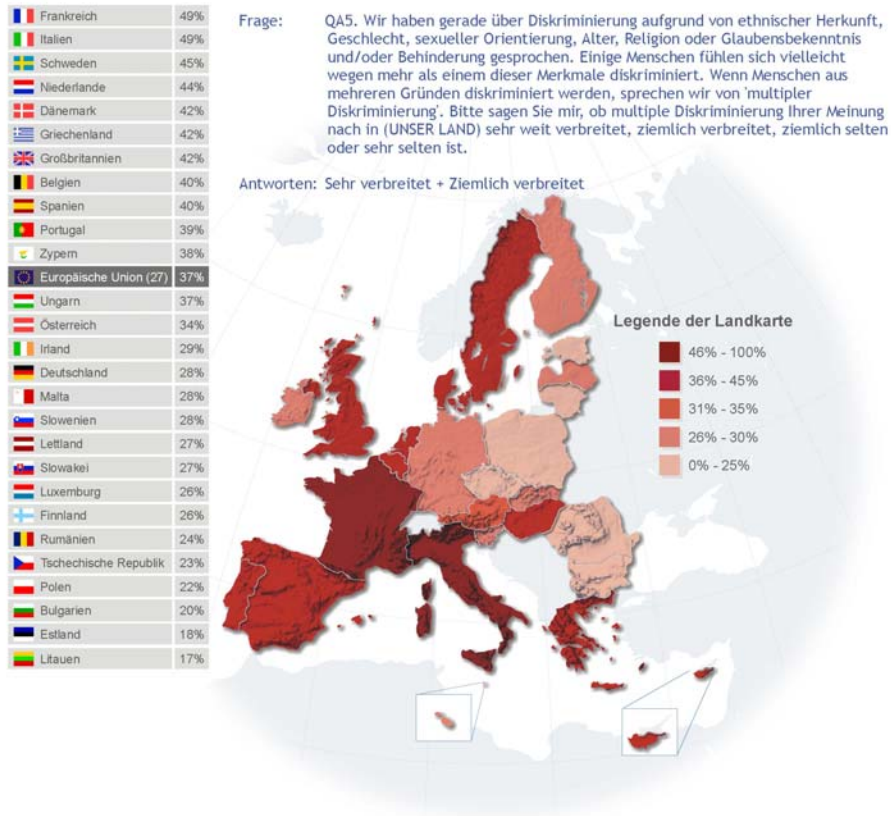 Frankreich 49%
Italien 49%
Schweden 45%
Niederlande 44%
Dänemark 42%
Griechenland 42%
Großbritannien 42%
Belgien 40%
Spanien 40%
Portugal 39%
Zypern 38%
Europäische Union (27) 37%
Ungarn 37%
Österreich 34%
Irland 29%
Deutschland 28%
Malta 28%
Slowenien 28%
Lettland 27%
Slowakei 27%
Luxemburg 26%
Finnland 26%
Rumänien 24%
Tschechische Republik 23%
Polen 22%
Bulgarien 20%
Estland 18%
Litauen 17%
Frage: QA5. Wir haben gerade über Diskriminierung aufgrund von ethnischer Herkunft,
Geschlecht, sexueller Orientierung, Alter, Religion oder Glaubensbekenntnis
und/oder Behinderung gesprochen. Einige Menschen fühlen sich vielleicht
wegen mehr als einem dieser Merkmale diskriminiert. Wenn Menschen aus
mehreren Gründen diskriminiert werden, sprechen wir von 'multipler
Diskriminierung'. Bitte sagen Sie mir, ob multiple Diskriminierung Ihrer Meinung
nach in (UNSER LAND) sehr weit verbreitet, ziemlich verbreitet, ziemlich selten
oder sehr selten ist.
Antworten: Sehr verbreitet + Ziemlich verbreitet
Legende der Landkarte
46% - 100%
36% - 45%
31% - 35%
26% - 30%
0% - 25%